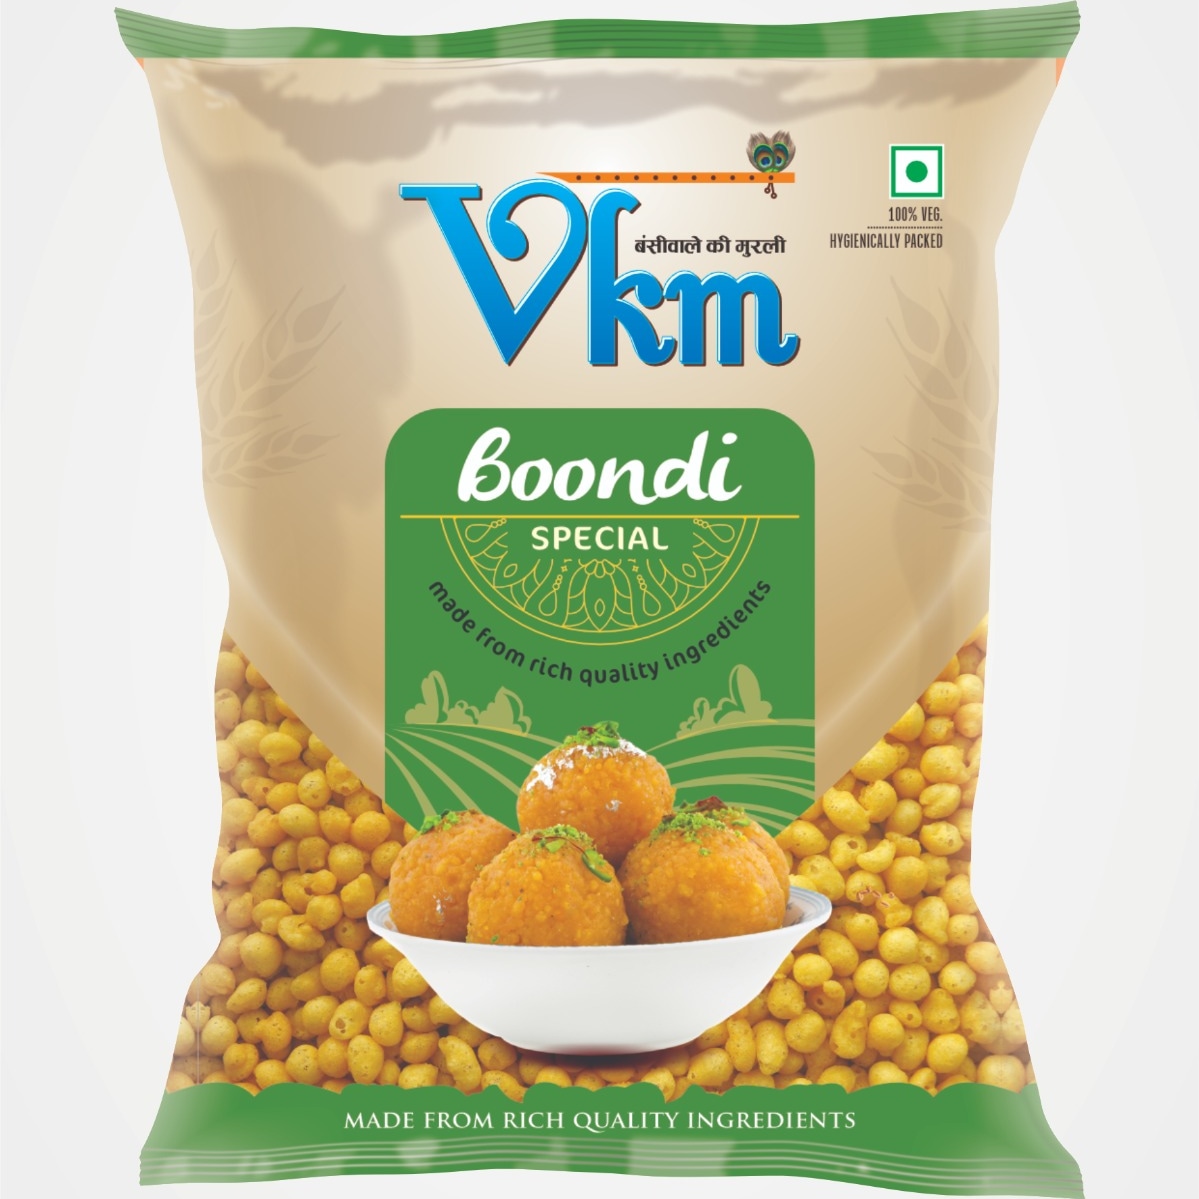 Vkm
बंसीवाले की मुरली
100% VEG.
HYGIENICALLY PACKED
Boondi
SPECIAL
made from rich quality ingredients
MADE FROM RICH QUALITY INGREDIENTS